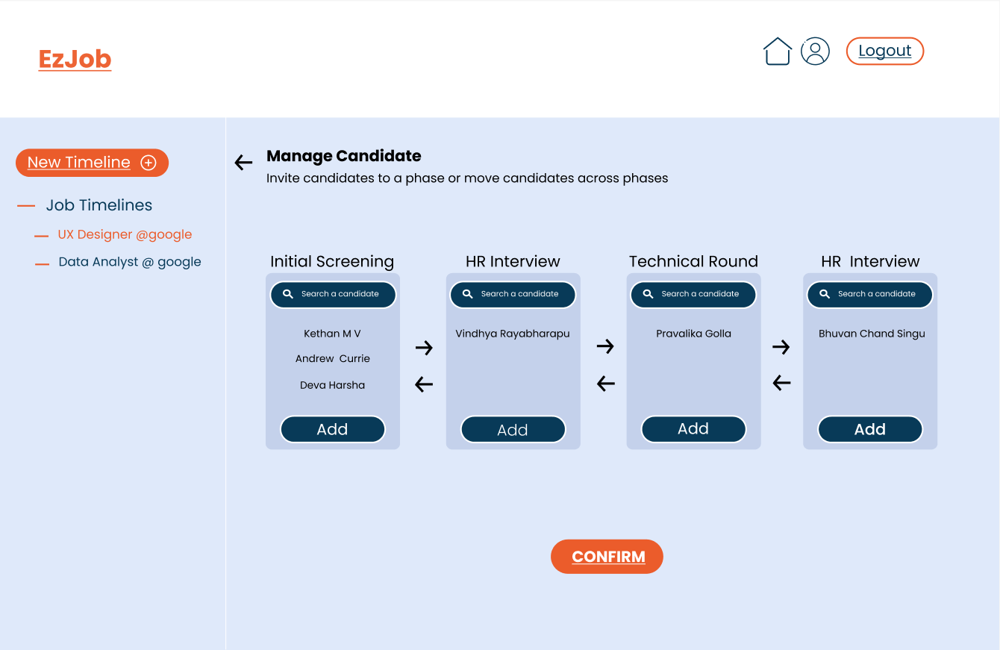 EzJob
Logout
New Timeline
Job Timelines
UX Designer @google
Data Analyst @ google
Manage Candidate
Invite candidates to a phase or move candidates across phases
Initial Screening
Search a candidate
Kethan M V
Andrew  Currie
Deva Harsha
Add
HR Interview
Search a candidate
Vindhya Rayabharapu
Add
Technical Round
Search a candidate
Pravalika Golla
Add
HR  Interview
Search a candidate
Bhuvan Chand Singu
Add
CONFIRM